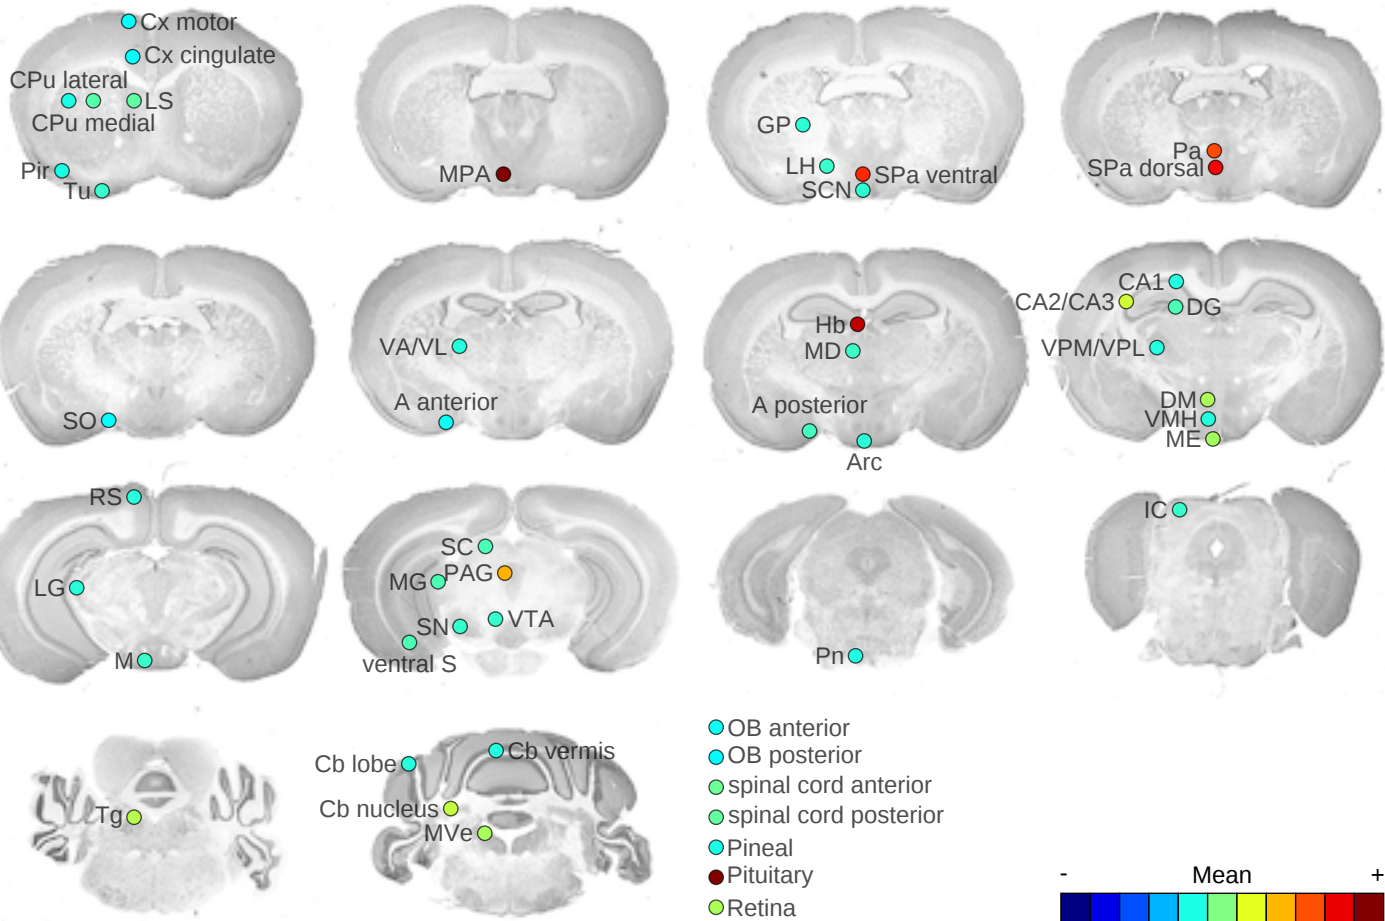 Cx motor
Cx cingulate
CPu lateral
LS
CPu medial
Pir
Tu
MPA
GP
LH
SPa ventral
SCN
Pa
SPa dorsal
SO
VA/VL
A anterior
Hb
MD
A posterior
Arc
CA1
CA2/CA3
DG
VPM/VPL
DM
VMH
ME
RS
LG
M
SC
MG
PAG
SN
VTA
ventral S
Pn
IC
Tg
Cb lobe
Cb vermis
Cb nucleus
MVe
OB anterior
OB posterior
spinal cord anterior
spinal cord posterior
Pineal
Pituitary
Retina
- Mean +